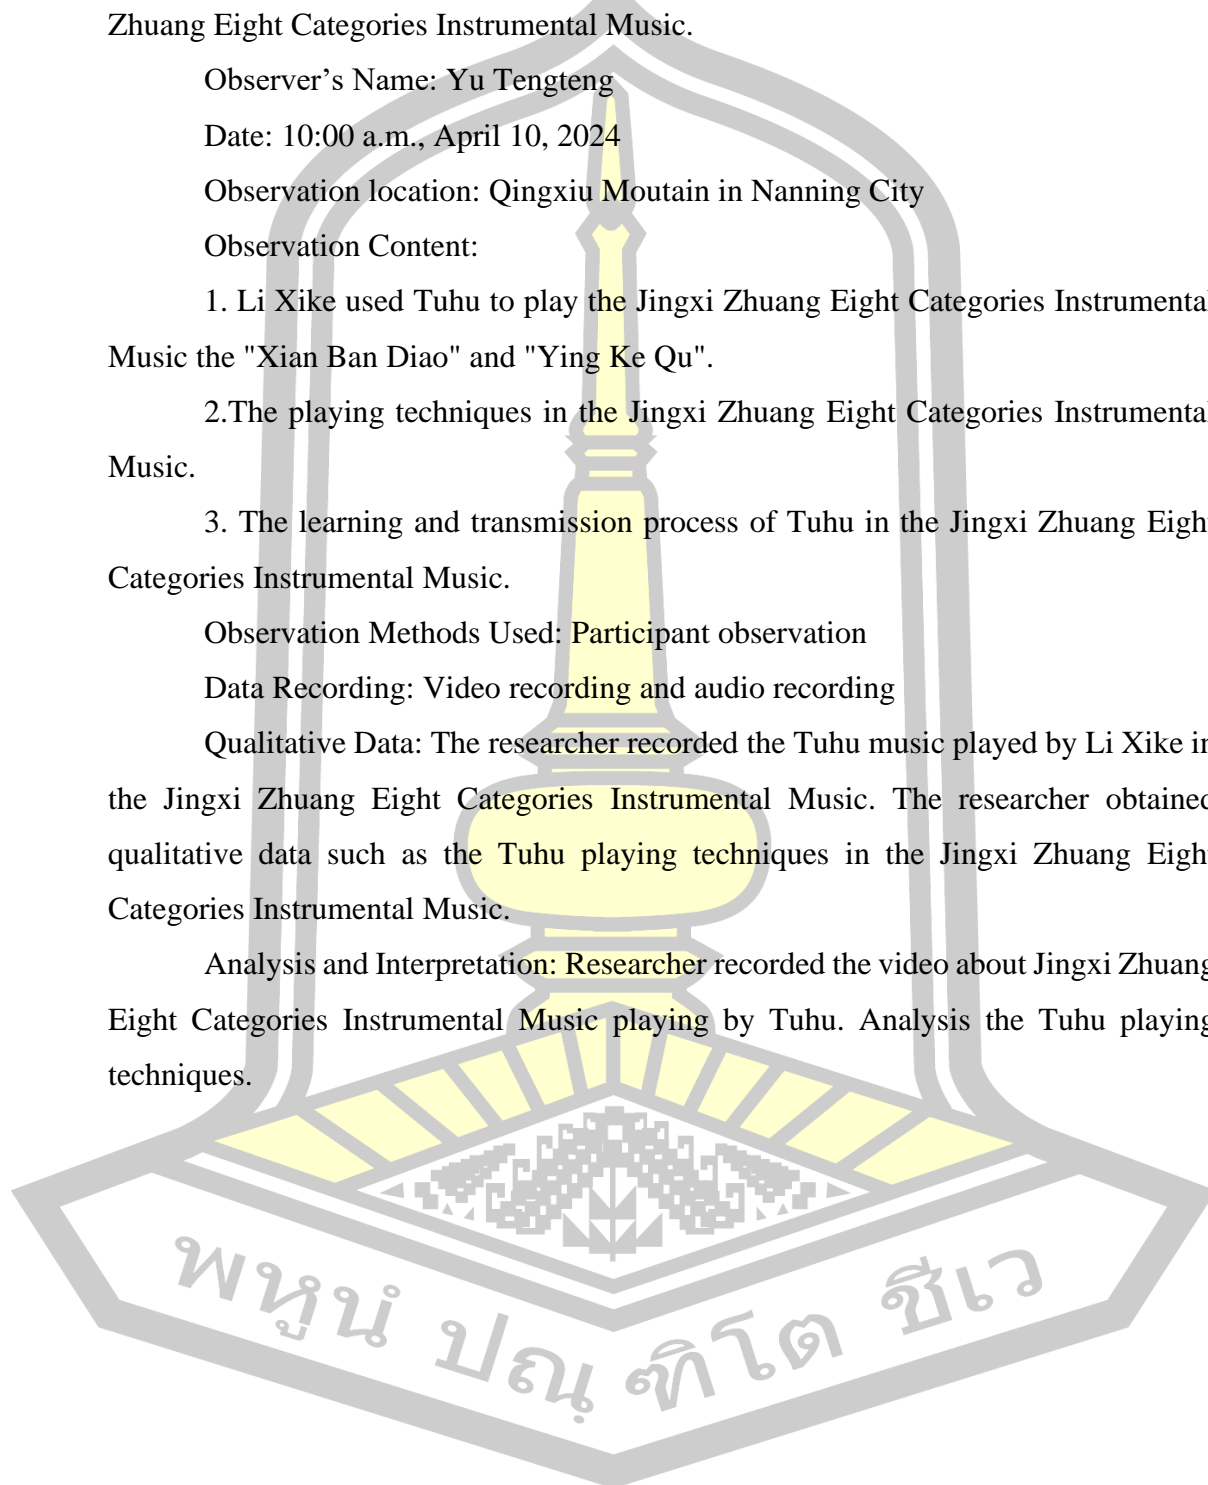 Zhuang Eight Categories Instrumental Music.
Observer’s Name: Yu Tengteng
Date: 10:00 a.m., April 10, 2024
Observation location: Qingxiu Moutain in Nanning City
Observation Content:
1. Li Xike used Tuhu to play the Jingxi Zhuang Eight Categories Instrumental
Music the "Xian Ban Diao" and "Ying Ke Qu".
2.The playing techniques in the Jingxi Zhuang Eight Categories Instrumental
Music.
3. The learning and transmission process of Tuhu in the Jingxi Zhuang Eight
Categories Instrumental Music.
Observation Methods Used: Participant observation
Data Recording: Video recording and audio recording
Qualitative Data: The researcher recorded the Tuhu music played by Li Xike in
the Jingxi Zhuang Eight Categories Instrumental Music. The researcher obtained
qualitative data such as the Tuhu playing techniques in the Jingxi Zhuang Eight
Categories Instrumental Music.
Analysis and Interpretation: Researcher recorded the video about Jingxi Zhuang
Eight Categories Instrumental Music playing by Tuhu. Analysis the Tuhu playing
techniques.
พหูนํ ปณฺฑิโต ชีเว